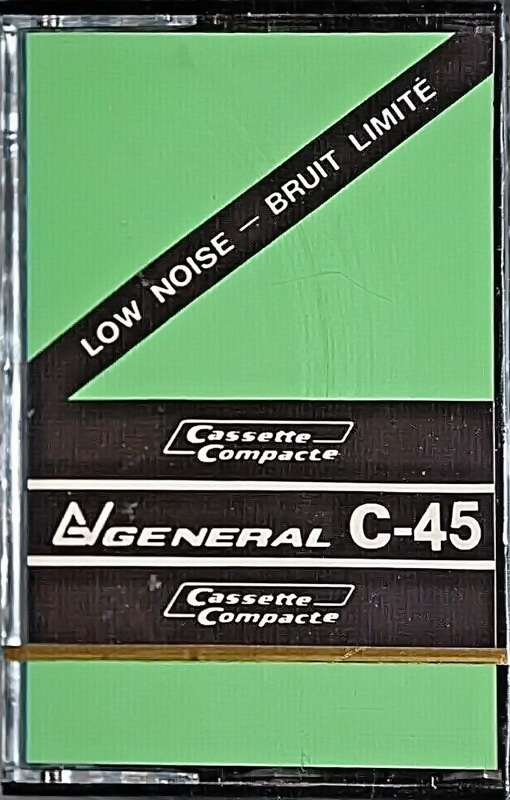 LOW NOISE — BRUIT LIMITÉ
Cassette
Compacte
GENERAL C-45
Cassette
Compacte